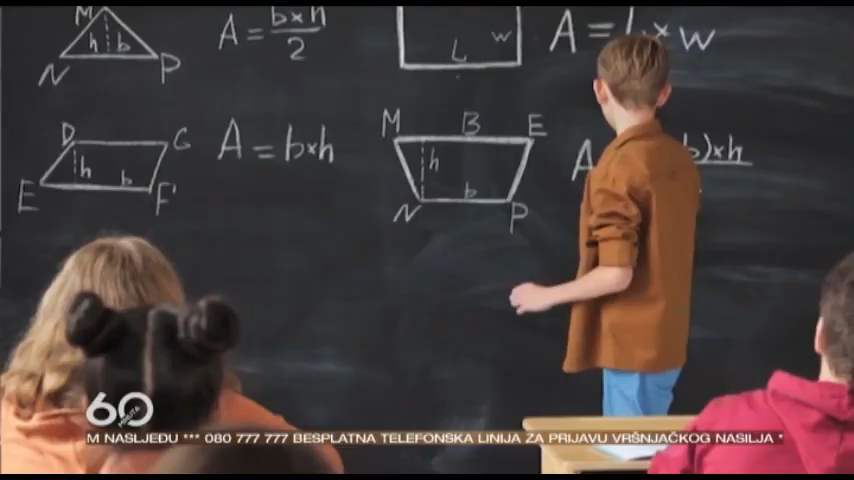 M
h b
N P
A = b×h
2
L w
A = L×w
D G
h b
E F
A = b×h
M B E
h
b
N P
A b)×h
60
MINUTA
M NASLJEĐU *** 080 777 777 BESPLATNA TELEFONSKA LINIJA ZA PRIJAVU VRŠNJAČKOG NASILJA *